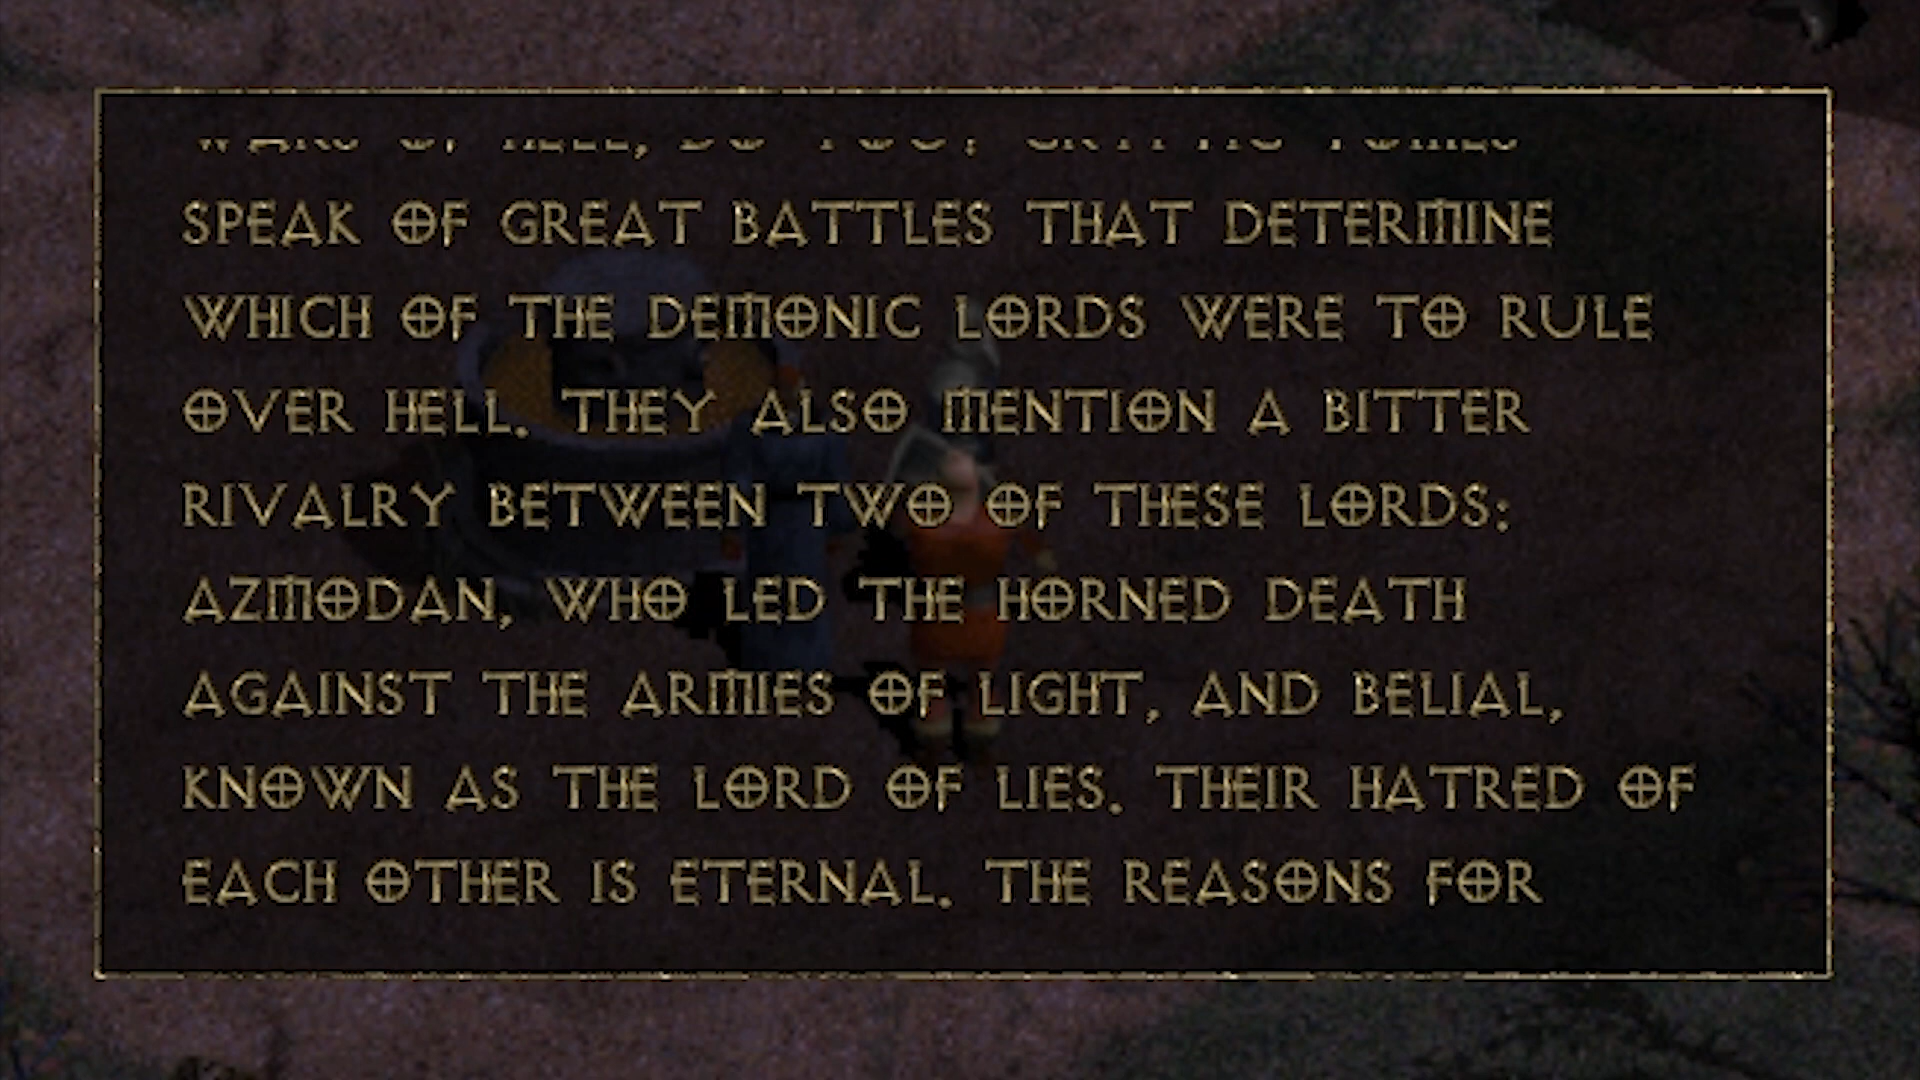 SPEAK OF GREAT BATTLES THAT DETERMINE
WHICH OF THE DEMONIC LORDS WERE TO RULE
OVER HELL. THEY ALSO MENTION A BITTER
RIVALRY BETWEEN TWO OF THESE LORDS:
AZMODAN, WHO LED THE HORNED DEATH
AGAINST THE ARMIES OF LIGHT, AND BELIAL,
KNOWN AS THE LORD OF LIES. THEIR HATRED OF
EACH OTHER IS ETERNAL. THE REASONS FOR